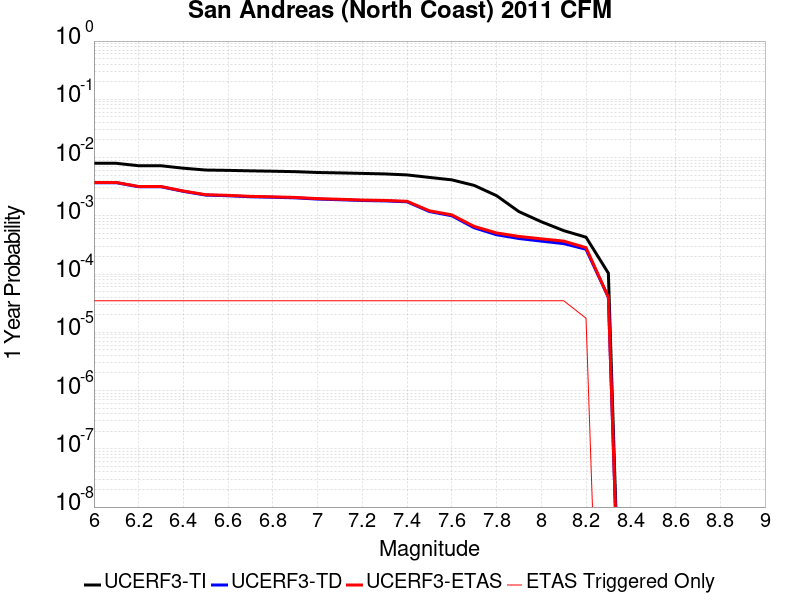 San Andreas (North Coast) 2011 CFM
10^0
10^-1
10^-2
10^-3
10^-4
10^-5
10^-6
10^-7
10^-8
1 Year Probability
6 6.2 6.4 6.6 6.8 7 7.2 7.4 7.6 7.8 8 8.2 8.4 8.6 8.8 9
Magnitude
UCERF3-TI UCERF3-TD UCERF3-ETAS ETAS Triggered Only